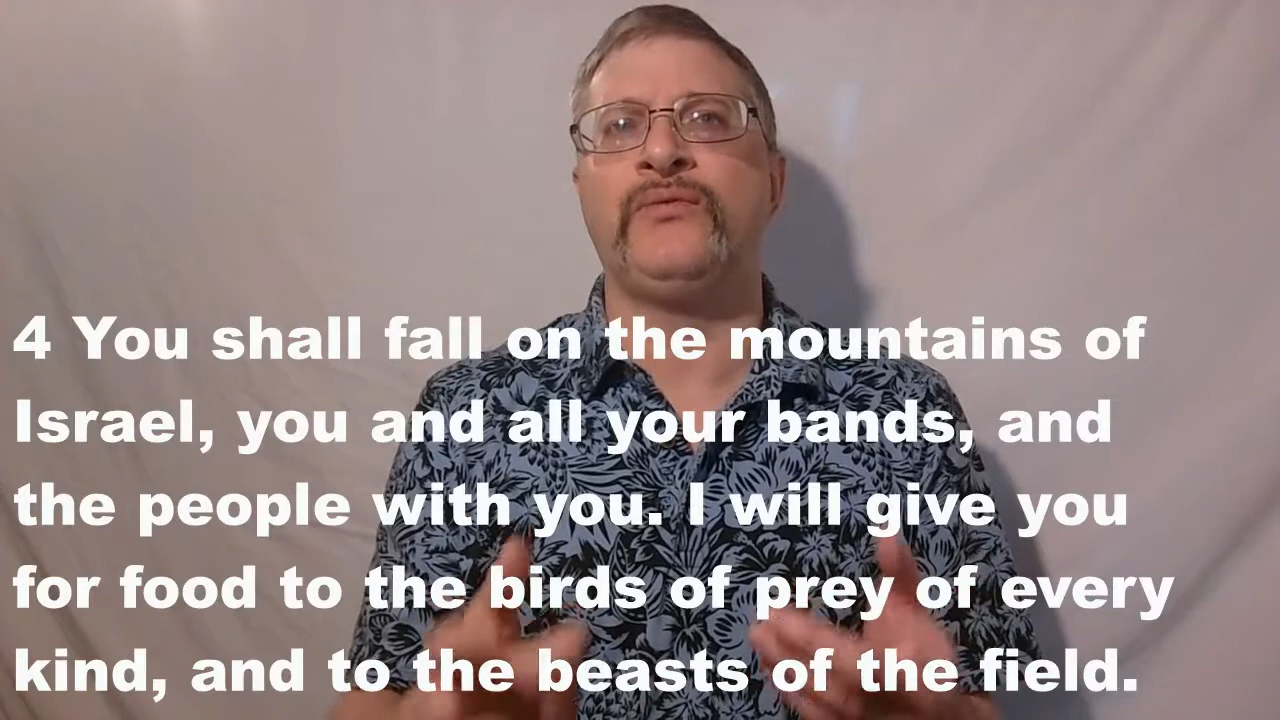 4 You shall fall on the mountains of
Israel, you and all your bands, and
the people with you. I will give you
for food to the birds of prey of every
kind, and to the beasts of the field.